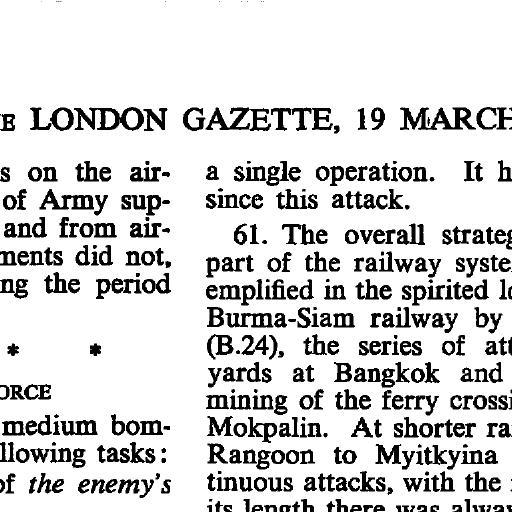 LONDON GAZETTE, 19 MARCH
s on the air-
of Army sup-
and from air-
ments did not,
ng the period
* *
ORCE
medium bom-
llowing tasks:
of the enemy's
a single operation. It h
since this attack.
61. The overall strateg
part of the railway syste
emplified in the spirited l
Burma-Siam railway by
(B.24), the series of att
yards at Bangkok and
mining of the ferry crossi
Mokpalin. At shorter ra
Rangoon to Myitkyina
tinuous attacks, with the
its length there was alway